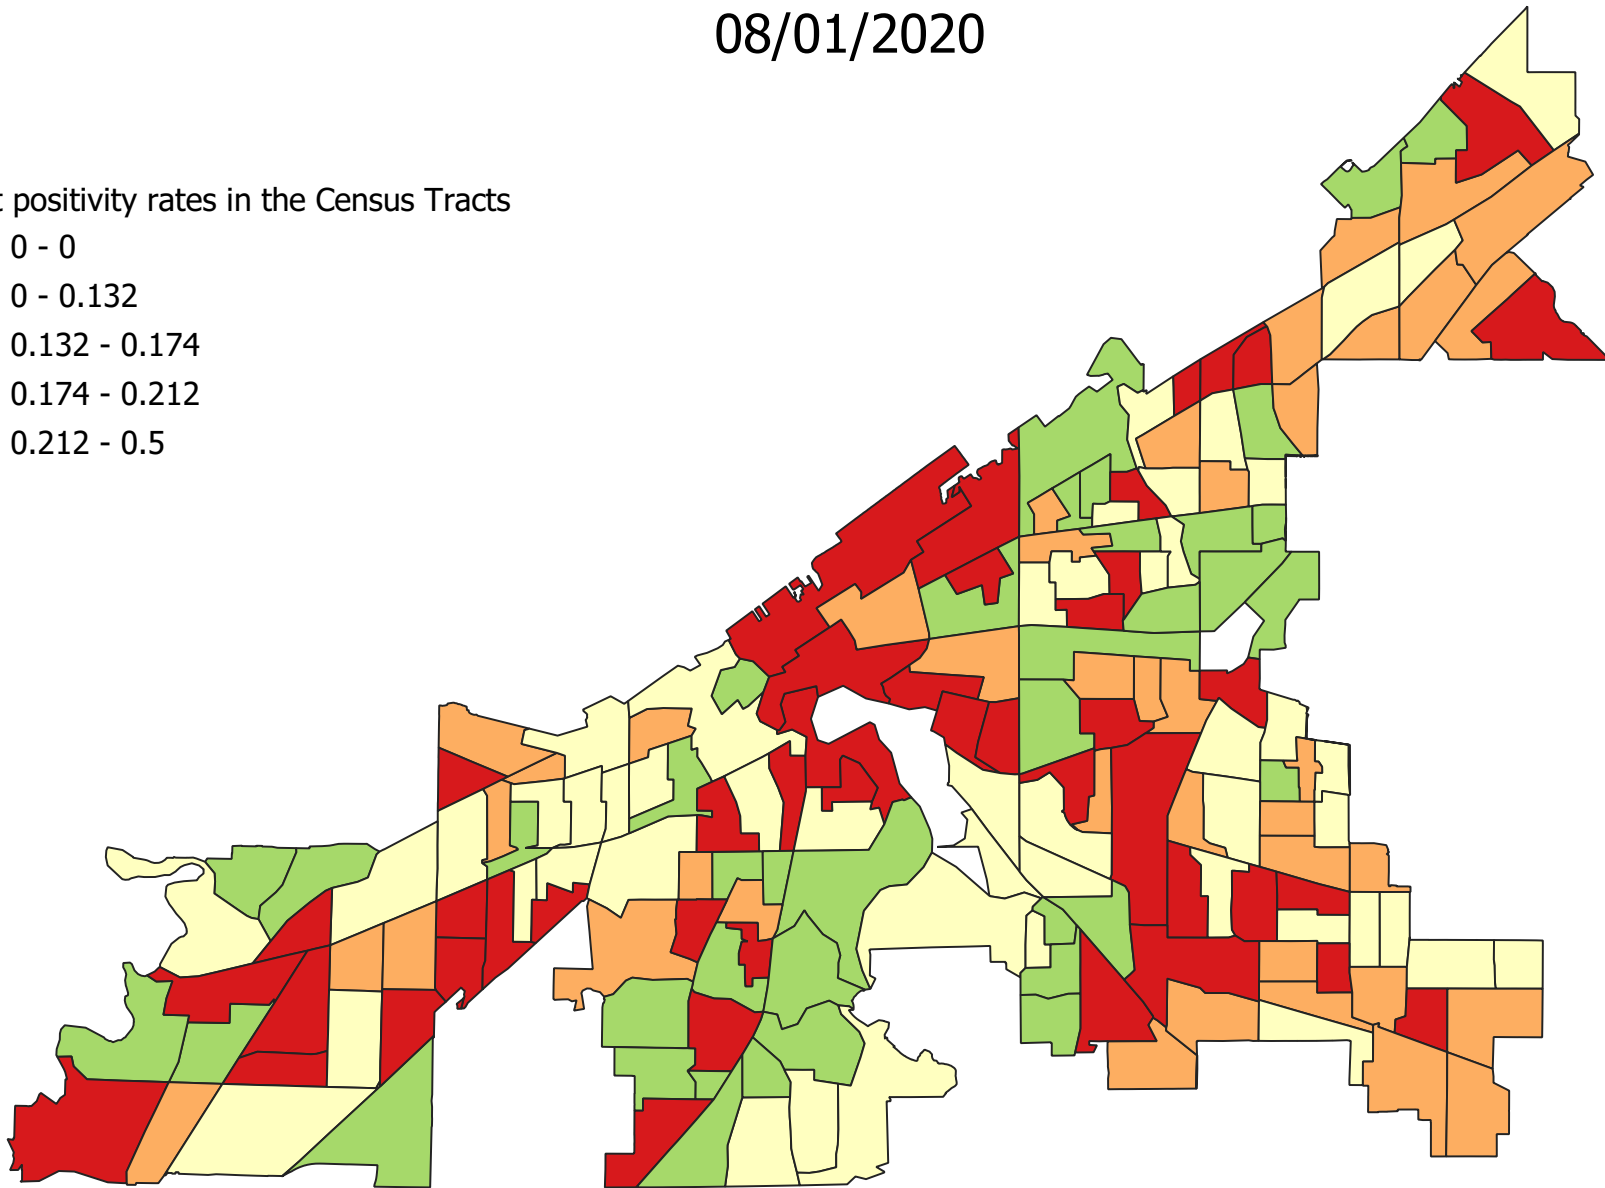 08/01/2020
t positivity rates in the Census Tracts
0 - 0
0 - 0.132
0.132 - 0.174
0.174 - 0.212
0.212 - 0.5